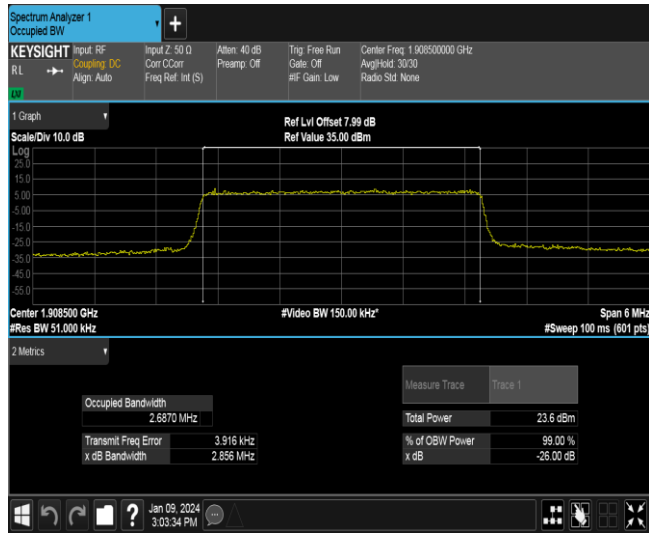 Spectrum Analyzer 1
Occupied BW
+
KEYSIGHT
RL
Input: RF
Coupling: DC
Align: Auto
Input Z: 50 Ω
Corr CCorr
Freq Ref: Int (S)
Atten: 40 dB
Preamp: Off
Trig: Free Run
Gate: Off
#IF Gain: Low
Center Freq: 1.908500000 GHz
Avg|Hold: 30/30
Radio Std: None
LXI
1 Graph
Scale/Div 10.0 dB
Ref Lvl Offset 7.99 dB
Ref Value 35.00 dBm
Log
25.0
15.0
5.00
-5.00
-15.0
-25.0
-35.0
-45.0
-55.0
Center 1.908500 GHz
#Res BW 51.000 kHz
#Video BW 150.00 kHz*
Span 6 MHz
#Sweep 100 ms (601 pts)
2 Metrics
Measure Trace
Trace 1
Occupied Bandwidth
2.6870 MHz
Total Power
23.6 dBm
Transmit Freq Error
3.916 kHz
% of OBW Power
99.00 %
x dB Bandwidth
2.856 MHz
x dB
-26.00 dB
?
Jan 09, 2024
3:03:34 PM